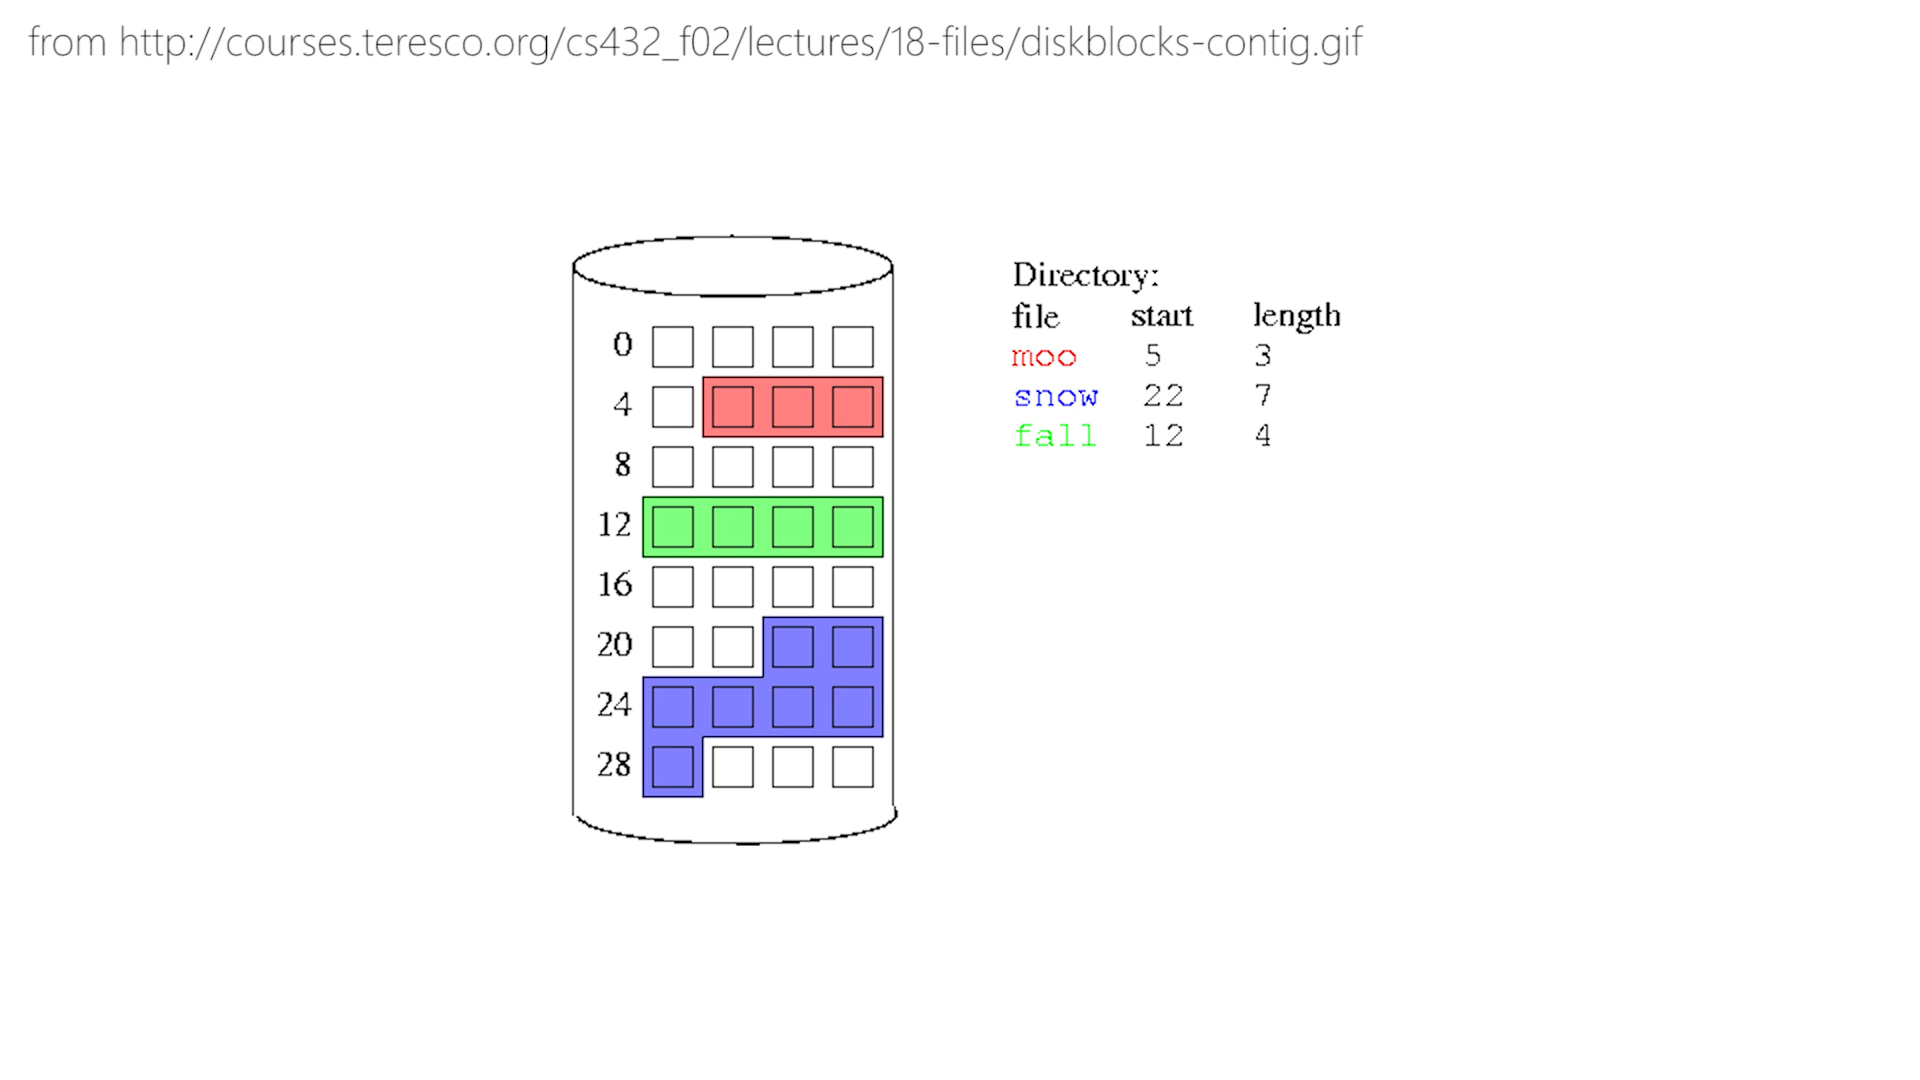 from http://courses.teresco.org/cs432_f02/lectures/18-files/diskblocks-contig.gif
Directory:
file start length
moo 5 3
snow 22 7
fall 12 4
0
4
8
12
16
20
24
28